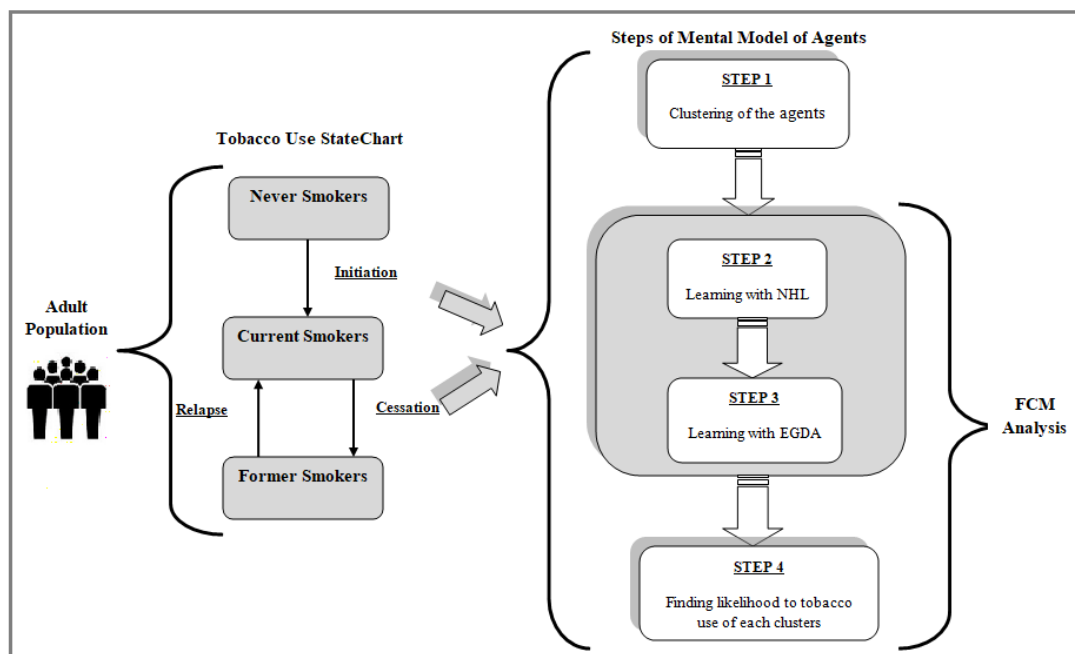 Steps of Mental Model of Agents
STEP 1
Clustering of the agents
Tobacco Use StateChart
Never Smokers
Initiation
Adult
Population
Current Smokers
Relapse
Cessation
Former Smokers
STEP 2
Learning with NHL
STEP 3
Learning with EGDA
FCM
Analysis
STEP 4
Finding likelihood to tobacco
use of each clusters